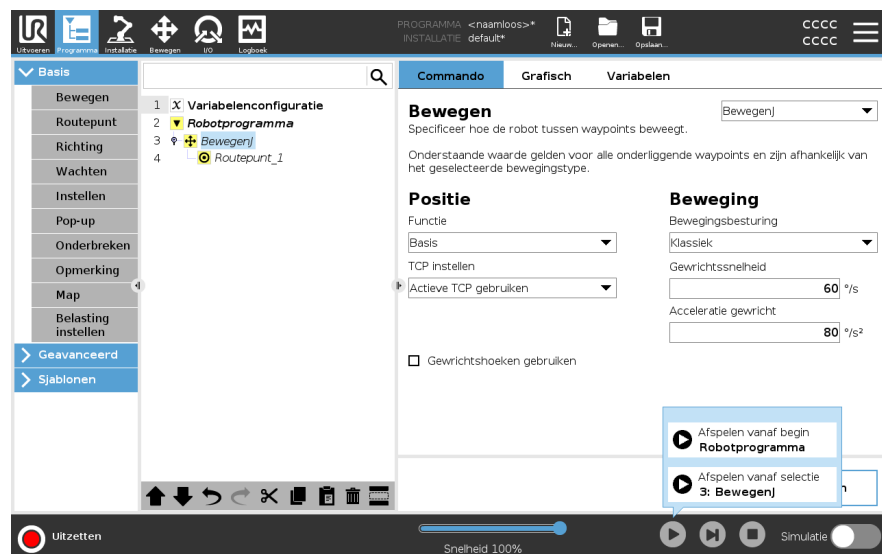 Uitvoeren
Programma
Installatie
Bewegen
I/O
Logboek
PROGRAMMA <naamloos>*
INSTALLATIE default*
Nieuw...
Openen...
Opslaan...
CCCC
CCCC
Basis
Bewegen
Routepunt
Richting
Wachten
Instellen
Pop-up
Onderbreken
Opmerking
Map
Belasting
instellen
Geavanceerd
Sjablonen
1 X Variabelenconfiguratie
2 Robotprogramma
3 BewegenJ
4 Routepunt_1
Commando Grafisch Variabelen
Bewegen
BewegenJ
Specificeer hoe de robot tussen waypoints beweegt.
Onderstaande waarde gelden voor alle onderliggende waypoints en zijn afhankelijk van
het geselecteerde bewegingstype.
Positie
Functie
Basis
TCP instellen
Actieve TCP gebruiken
Gewrichtshoeken gebruiken
Beweging
Bewegingsbesturing
Klassiek
Gewrichtssnelheid
60 °/s
Acceleratie gewricht
80 °/s²
Afspelen vanaf begin
Robotprogramma
Afspelen vanaf selectie
3: BewegenJ
n
Uitzetten
Snelheid 100%
Simulatie